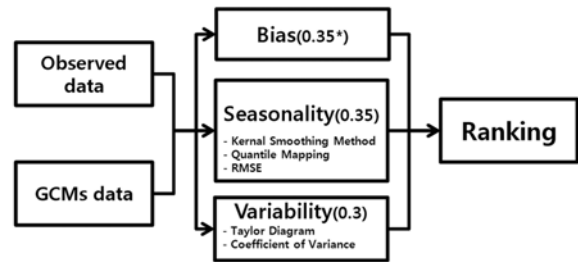 Observed
data
GCMs data
Bias(0.35*)
Seasonality(0.35)
- Kernal Smoothing Method
- Quantile Mapping
- RMSE
Variability(0.3)
- Taylor Diagram
- Coefficient of Variance
Ranking